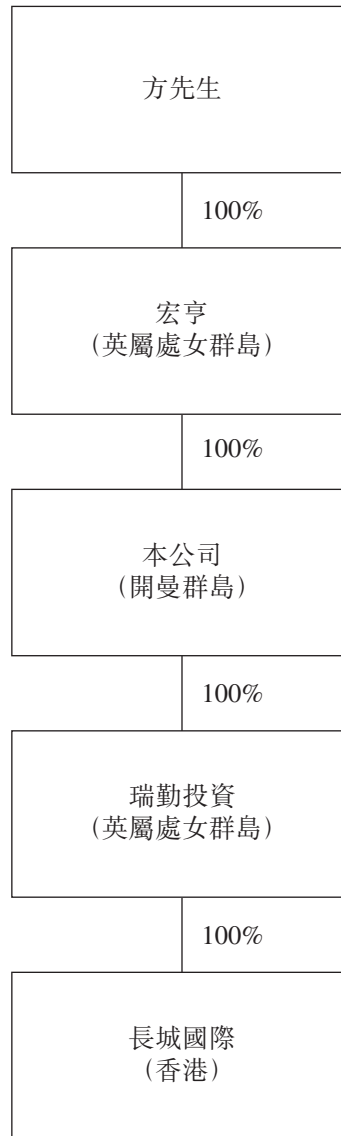 方先生
100%
宏亨
（英屬處女群島）
100%
本公司
（開曼群島）
100%
瑞勤投資
（英屬處女群島）
100%
長城國際
（香港）